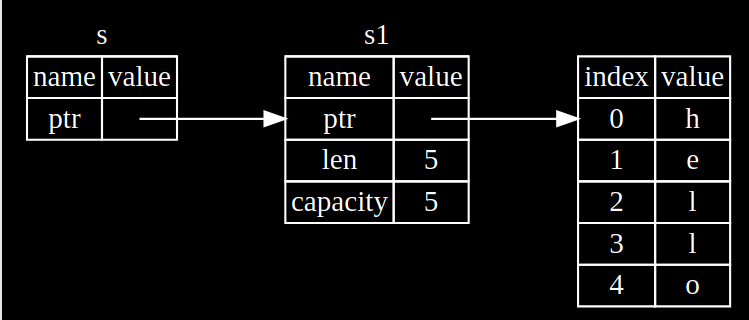 s s1
name value name value index value
ptr ptr 0 h
len 5 1 e
capacity 5 2 l
3 l
4 o